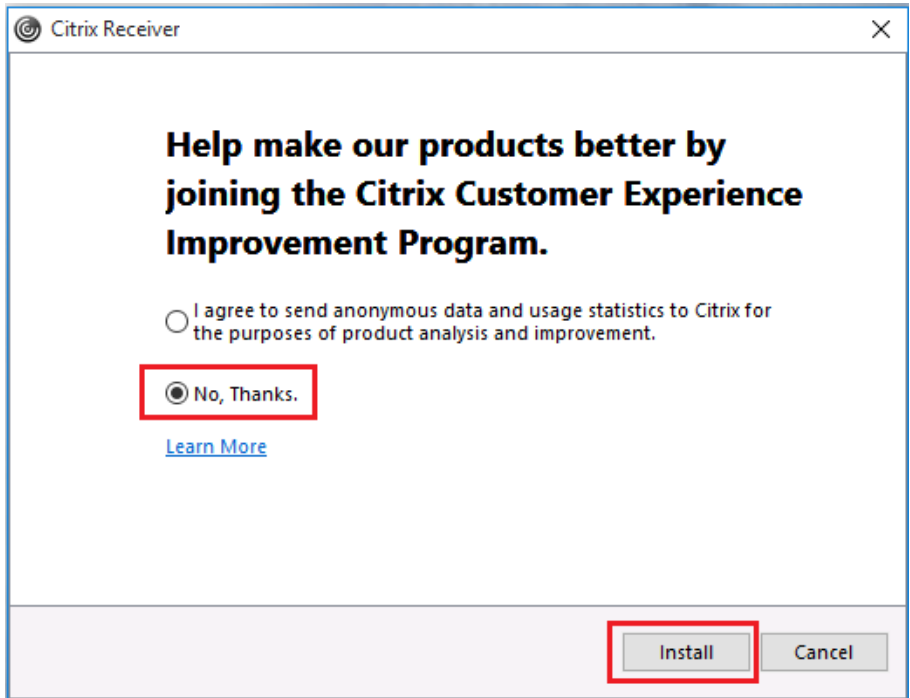 Citrix Receiver
Help make our products better by
joining the Citrix Customer Experience
Improvement Program.
I agree to send anonymous data and usage statistics to Citrix for
the purposes of product analysis and improvement.
No, Thanks.
Learn More
Install
Cancel